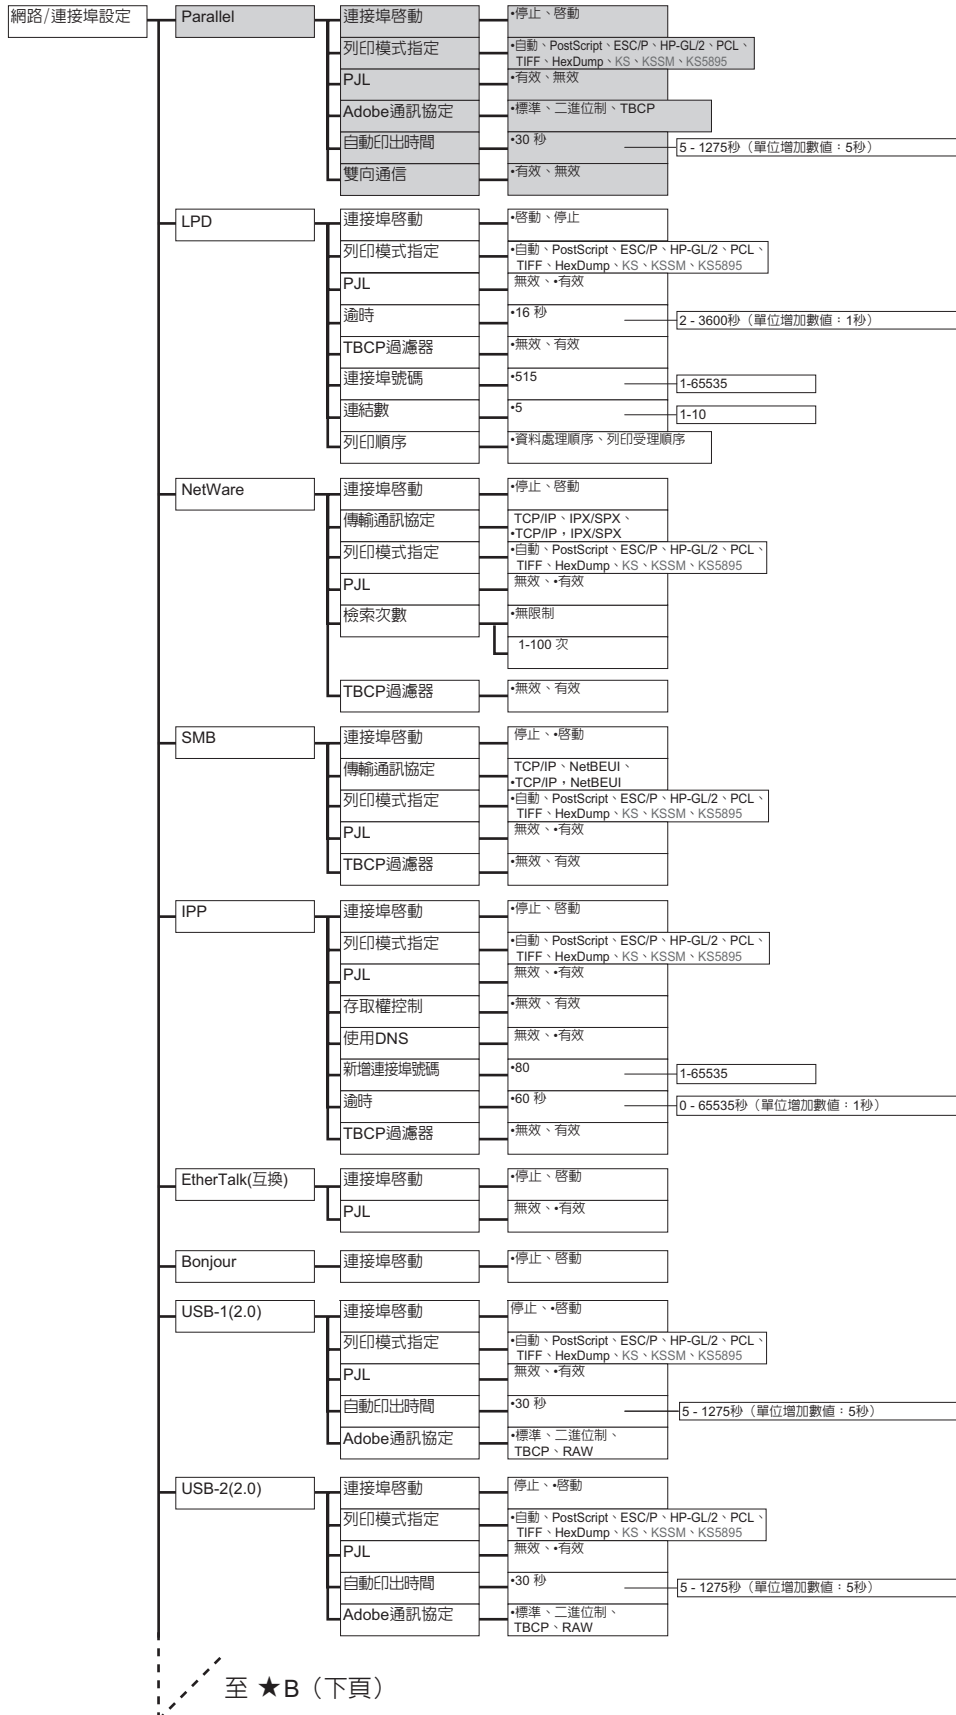 網路/連接埠設定
Parallel
連接埠啓動
•停止、啓動
列印模式指定
•自動、PostScript、ESC/P、HP-GL/2、PCL、
TIFF、HexDump、KS、KSSM、KS5895
PJL
•有效、無效
Adobe通訊協定
•標準、二進位制、TBCP
自動印出時間
•30 秒
5 - 1275秒（單位增加數值：5秒）
雙向通信
•有效、無效
LPD
連接埠啓動
•啓動、停止
列印模式指定
•自動、PostScript、ESC/P、HP-GL/2、PCL、
TIFF、HexDump、KS、KSSM、KS5895
PJL
無效、•有效
逾時
•16 秒
2 - 3600秒（單位增加數值：1秒）
TBCP過濾器
•無效、有效
連接埠號碼
•515
1-65535
連結數
•5
1-10
列印順序
•資料處理順序、列印受理順序
NetWare
連接埠啓動
•停止、啓動
傳輸通訊協定
TCP/IP、IPX/SPX、
•TCP/IP，IPX/SPX
列印模式指定
•自動、PostScript、ESC/P、HP-GL/2、PCL、
TIFF、HexDump、KS、KSSM、KS5895
PJL
無效、•有效
檢索次數
•無限制
1-100 次
TBCP過濾器
•無效、有效
SMB
連接埠啓動
停止、•啓動
傳輸通訊協定
TCP/IP、NetBEUI、
•TCP/IP，NetBEUI
列印模式指定
•自動、PostScript、ESC/P、HP-GL/2、PCL、
TIFF、HexDump、KS、KSSM、KS5895
PJL
無效、•有效
TBCP過濾器
•無效、有效
IPP
連接埠啓動
•停止、啓動
列印模式指定
•自動、PostScript、ESC/P、HP-GL/2、PCL、
TIFF、HexDump、KS、KSSM、KS5895
PJL
無效、•有效
存取權控制
•無效、有效
使用DNS
無效、•有效
新增連接埠號碼
•80
1-65535
逾時
•60 秒
0 - 65535秒（單位增加數值：1秒）
TBCP過濾器
•無效、有效
EtherTalk(互換)
連接埠啓動
•停止、啓動
PJL
無效、•有效
Bonjour
連接埠啓動
•停止、啓動
USB-1(2.0)
連接埠啓動
停止、•啓動
列印模式指定
•自動、PostScript、ESC/P、HP-GL/2、PCL、
TIFF、HexDump、KS、KSSM、KS5895
PJL
無效、•有效
自動印出時間
•30 秒
5 - 1275秒（單位增加數值：5秒）
Adobe通訊協定
•標準、二進位制、
TBCP、RAW
USB-2(2.0)
連接埠啓動
停止、•啓動
列印模式指定
•自動、PostScript、ESC/P、HP-GL/2、PCL、
TIFF、HexDump、KS、KSSM、KS5895
PJL
無效、•有效
自動印出時間
•30 秒
5 - 1275秒（單位增加數值：5秒）
Adobe通訊協定
•標準、二進位制、
TBCP、RAW
至 ★B（下頁）